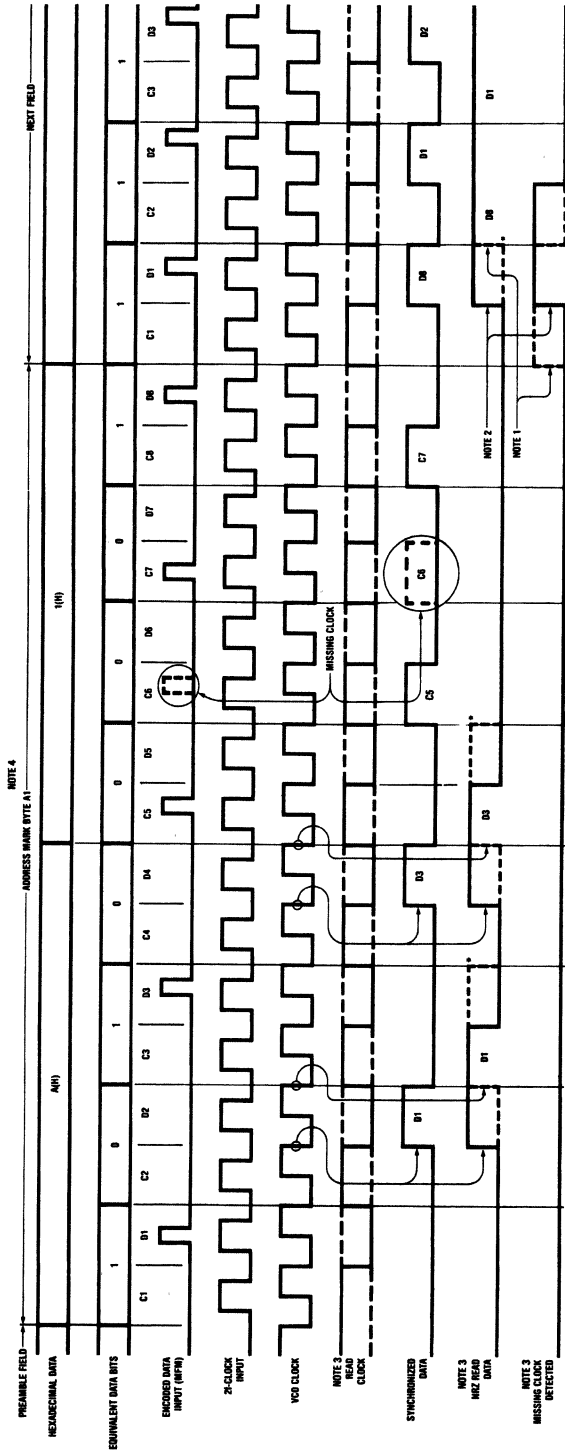 NOTE 4
PREAMBLE FIELD
ADDRESS MARK BYTE A1
NEXT FIELD
HEXADECIMAL DATA
A(H)
1(H)
EQUIVALENT DATA BITS
1 0 1 0 0 0 0 1 1 1 1
ENCODED DATA
INPUT (MFM)
C1 D1 C2 D2 C3 D3 C4 D4 C5 D5 C6 D6 C7 D7 C8 D8 C1 D1 C2 D2 C3 D3
2f-CLOCK
INPUT
VCO CLOCK
MISSING CLOCK
NOTE 3
READ
CLOCK
SYNCHRONIZED
DATA
D1 D3 C5 C6 C7 D8 D1 D2
NOTE 3
NRZ READ
DATA
D1 D3 D8 D1
NOTE 2
NOTE 1
NOTE 3
MISSING CLOCK
DETECTED